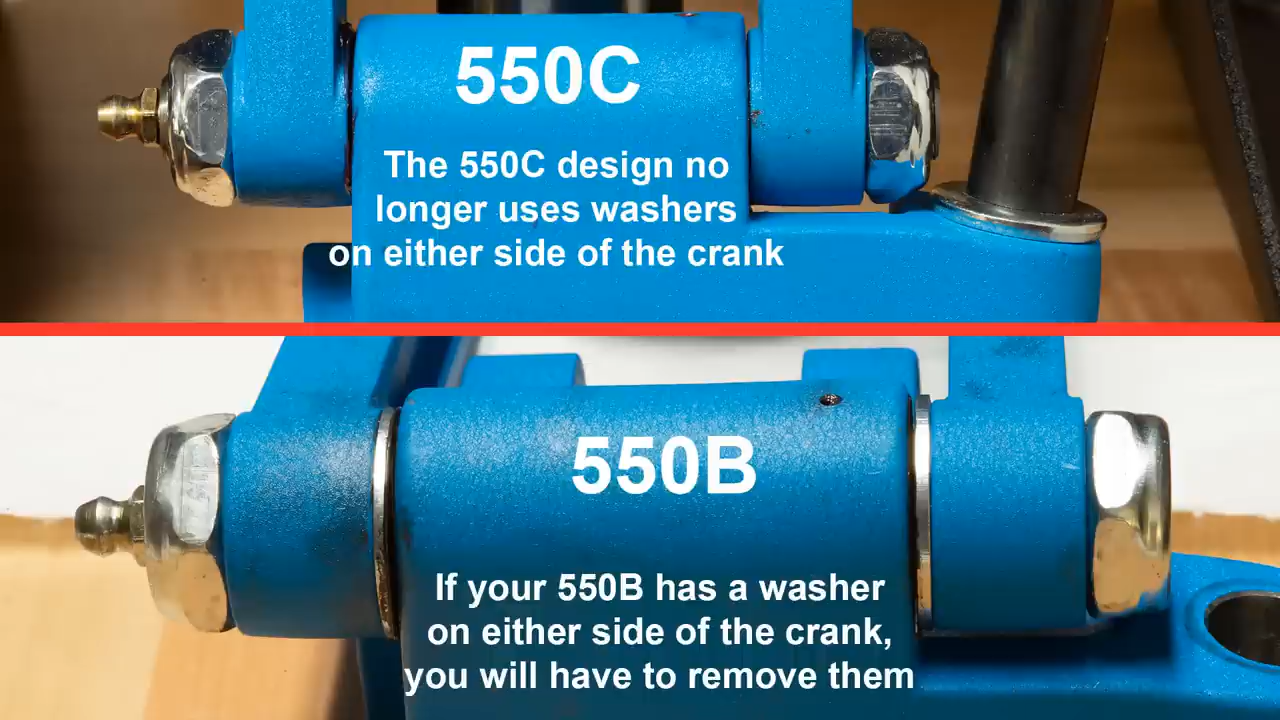 550C
The 550C design no
longer uses washers
on either side of the crank
550B
If your 550B has a washer
on either side of the crank,
you will have to remove them